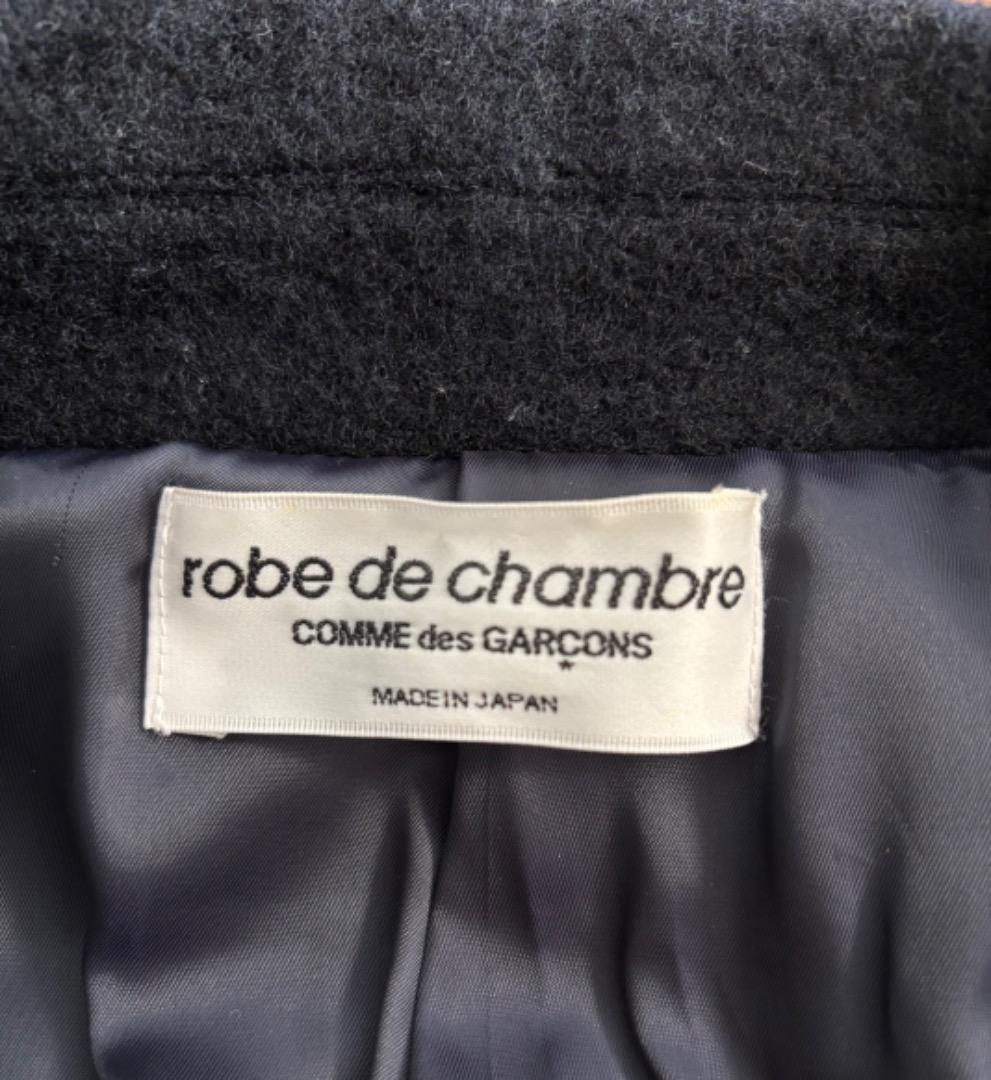 robe de chambre
COMME des GARÇONS
MADE IN JAPAN